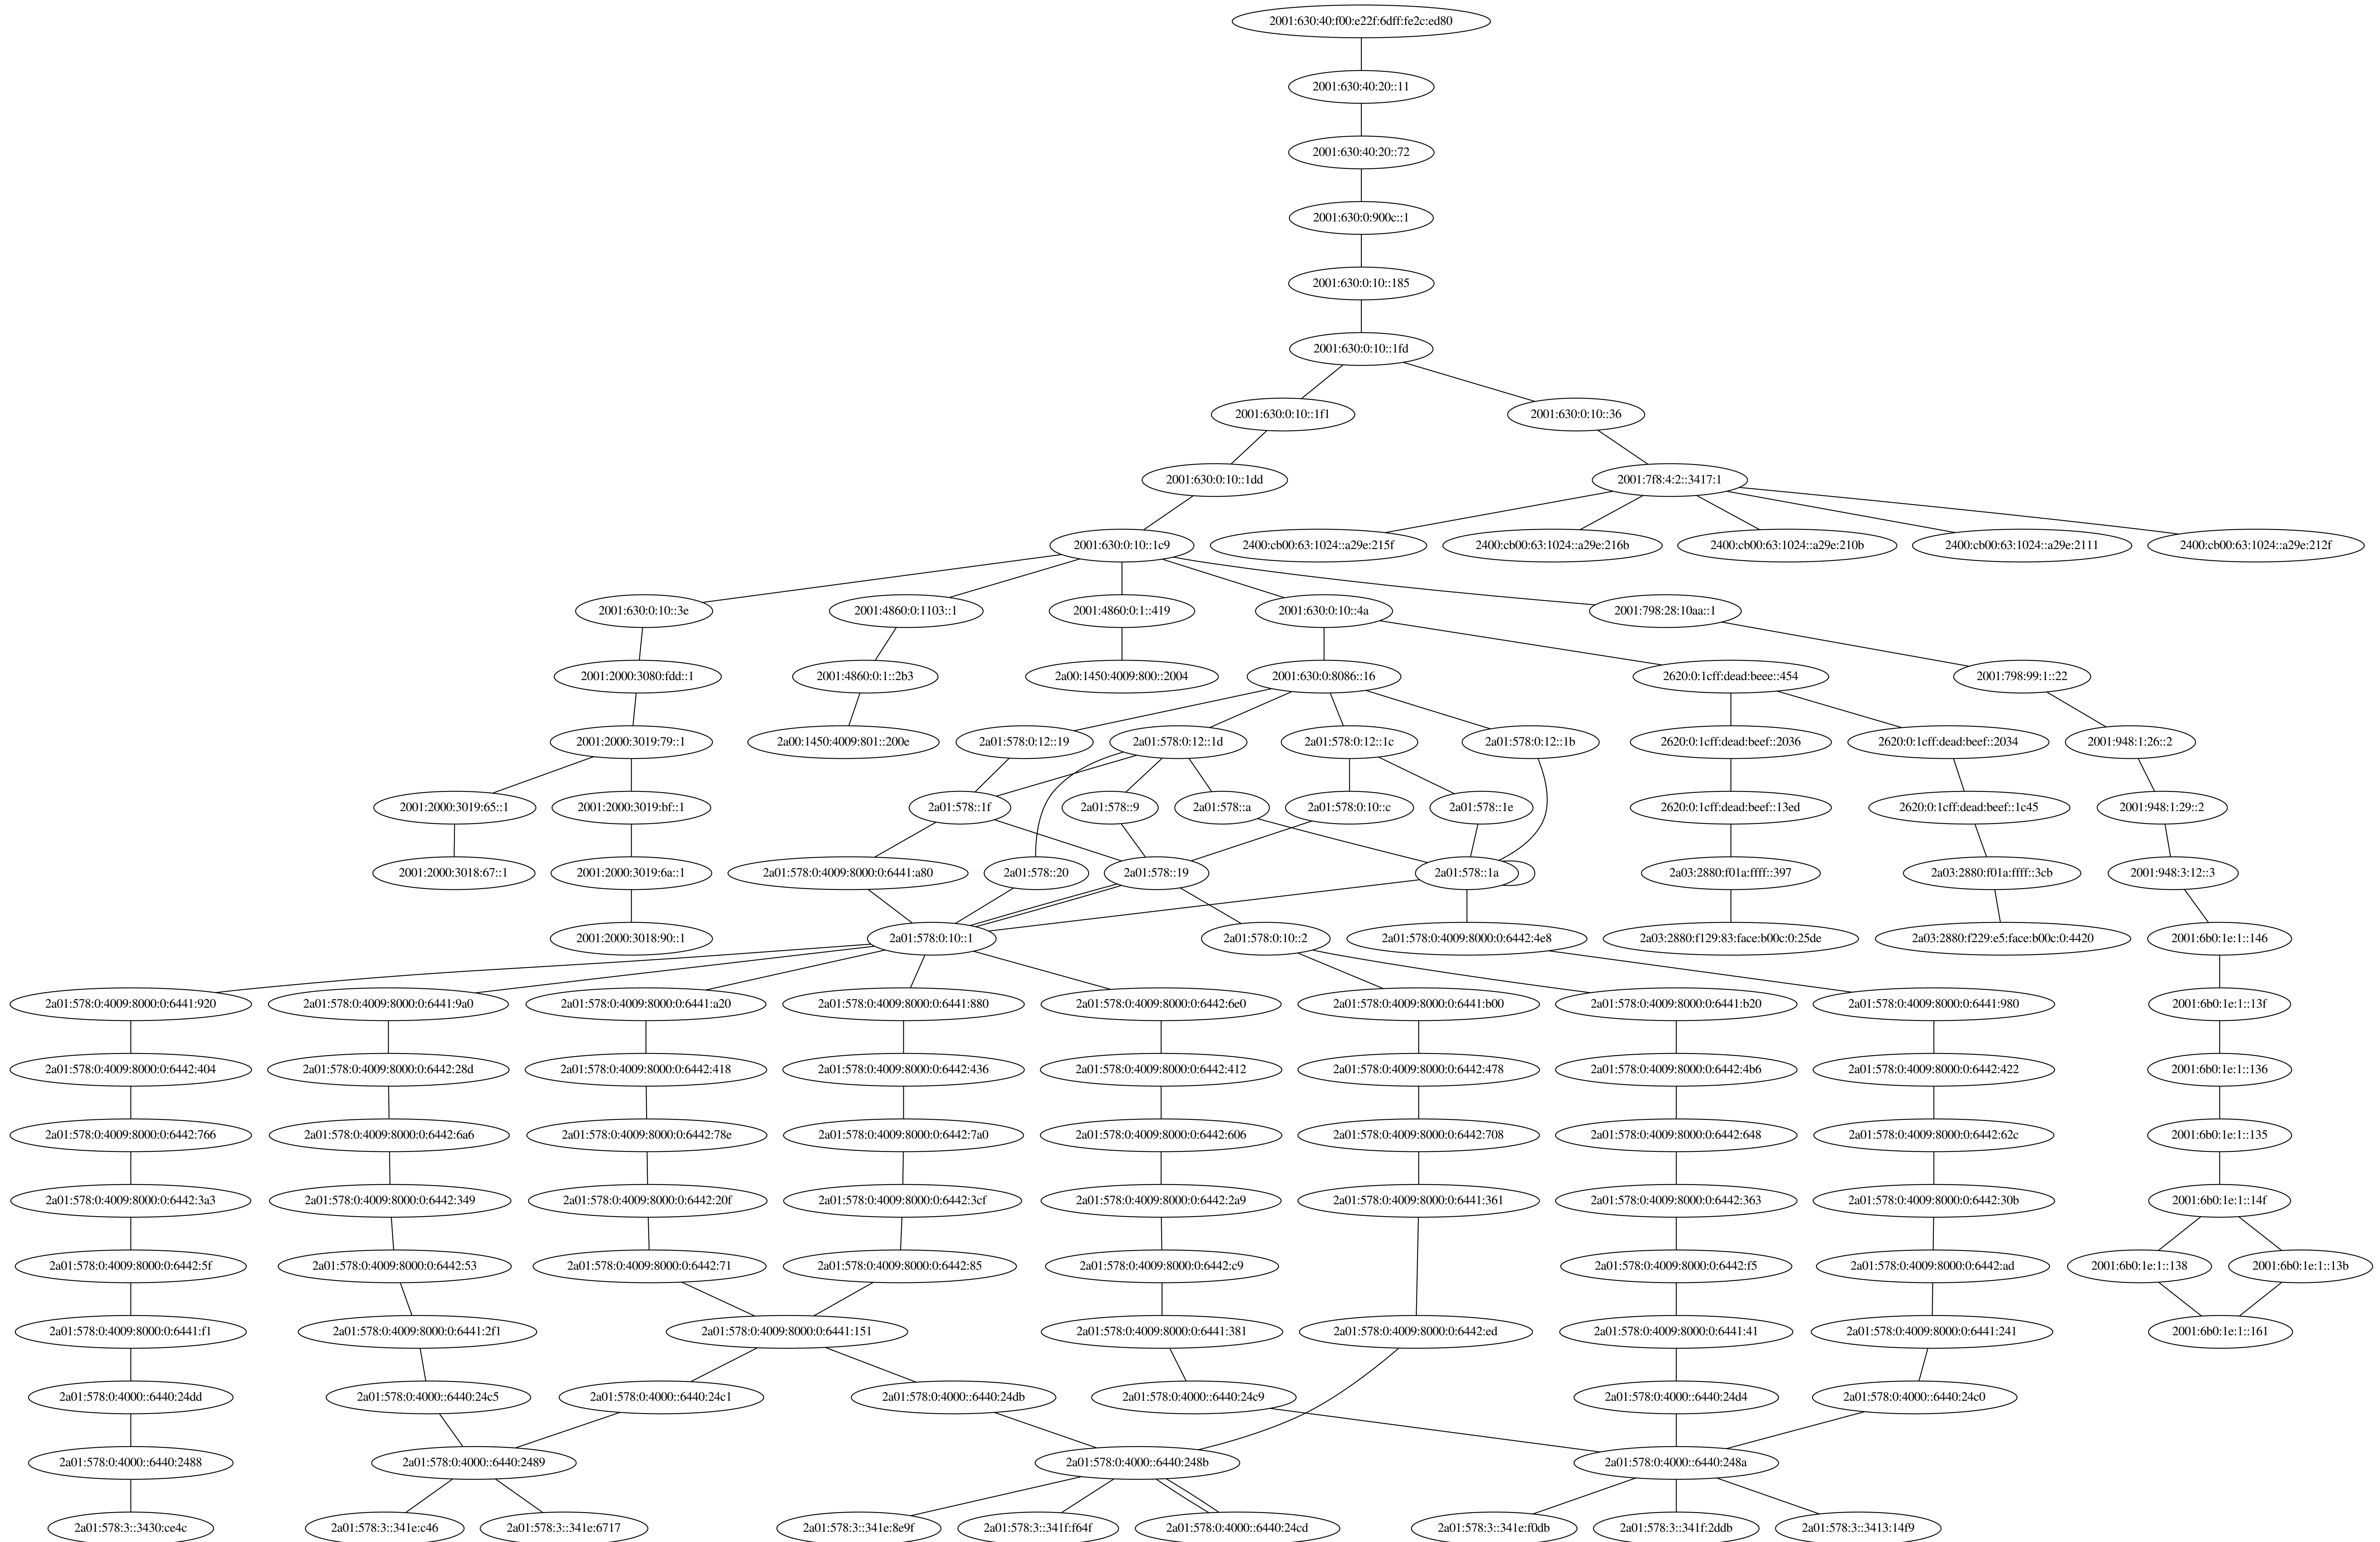 2001:630:40:f00:e22f:6dff:fe2c:ed80
2001:630:40:20::11
2001:630:40:20::72
2001:630:0:900c::1
2001:630:0:10::185
2001:630:0:10::1fd
2001:630:0:10::1f1
2001:630:0:10::36
2001:630:0:10::1dd
2001:7f8:4:2::3417:1
2001:630:0:10::1c9
2400:cb00:63:1024::a29e:215f
2400:cb00:63:1024::a29e:216b
2400:cb00:63:1024::a29e:210b
2400:cb00:63:1024::a29e:2111
2400:cb00:63:1024::a29e:212f
2001:630:0:10::3e
2001:4860:0:1103::1
2001:4860:0:1::419
2001:630:0:10::4a
2001:798:28:10aa::1
2001:2000:3080:fdd::1
2001:4860:0:1::2b3
2a00:1450:4009:800::2004
2001:630:0:8086::16
2620:0:1cff:dead:beee::454
2001:798:99:1::22
2001:2000:3019:79::1
2a00:1450:4009:801::200e
2a01:578:0:12::19
2a01:578:0:12::1d
2a01:578:0:12::1c
2a01:578:0:12::1b
2620:0:1cff:dead:beef::2036
2620:0:1cff:dead:beef::2034
2001:948:1:26::2
2001:2000:3019:65::1
2001:2000:3019:bf::1
2a01:578::1f
2a01:578::9
2a01:578::a
2a01:578:0:10::c
2a01:578::1e
2620:0:1cff:dead:beef::13ed
2620:0:1cff:dead:beef::1c45
2001:948:1:29::2
2001:2000:3018:67::1
2001:2000:3019:6a::1
2a01:578:0:4009:8000:0:6441:a80
2a01:578::20
2a01:578::19
2a01:578::1a
2a03:2880:f01a:ffff::397
2a03:2880:f01a:ffff::3cb
2001:948:3:12::3
2001:2000:3018:90::1
2a01:578:0:10::1
2a01:578:0:10::2
2a01:578:0:4009:8000:0:6442:4e8
2a03:2880:f129:83:face:b00c:0:25de
2a03:2880:f229:e5:face:b00c:0:4420
2001:6b0:1e:1::146
2a01:578:0:4009:8000:0:6441:920
2a01:578:0:4009:8000:0:6441:9a0
2a01:578:0:4009:8000:0:6441:a20
2a01:578:0:4009:8000:0:6441:880
2a01:578:0:4009:8000:0:6442:6e0
2a01:578:0:4009:8000:0:6441:b00
2a01:578:0:4009:8000:0:6441:b20
2a01:578:0:4009:8000:0:6441:980
2001:6b0:1e:1::13f
2a01:578:0:4009:8000:0:6442:404
2a01:578:0:4009:8000:0:6442:28d
2a01:578:0:4009:8000:0:6442:418
2a01:578:0:4009:8000:0:6442:436
2a01:578:0:4009:8000:0:6442:412
2a01:578:0:4009:8000:0:6442:478
2a01:578:0:4009:8000:0:6442:4b6
2a01:578:0:4009:8000:0:6442:422
2001:6b0:1e:1::136
2a01:578:0:4009:8000:0:6442:766
2a01:578:0:4009:8000:0:6442:6a6
2a01:578:0:4009:8000:0:6442:78e
2a01:578:0:4009:8000:0:6442:7a0
2a01:578:0:4009:8000:0:6442:606
2a01:578:0:4009:8000:0:6442:708
2a01:578:0:4009:8000:0:6442:648
2a01:578:0:4009:8000:0:6442:62c
2001:6b0:1e:1::135
2a01:578:0:4009:8000:0:6442:3a3
2a01:578:0:4009:8000:0:6442:349
2a01:578:0:4009:8000:0:6442:20f
2a01:578:0:4009:8000:0:6442:3cf
2a01:578:0:4009:8000:0:6442:2a9
2a01:578:0:4009:8000:0:6441:361
2a01:578:0:4009:8000:0:6442:363
2a01:578:0:4009:8000:0:6442:30b
2001:6b0:1e:1::14f
2a01:578:0:4009:8000:0:6442:5f
2a01:578:0:4009:8000:0:6442:53
2a01:578:0:4009:8000:0:6442:71
2a01:578:0:4009:8000:0:6442:85
2a01:578:0:4009:8000:0:6442:c9
2a01:578:0:4009:8000:0:6442:f5
2a01:578:0:4009:8000:0:6442:ad
2001:6b0:1e:1::138
2001:6b0:1e:1::13b
2a01:578:0:4009:8000:0:6441:f1
2a01:578:0:4009:8000:0:6441:2f1
2a01:578:0:4009:8000:0:6441:151
2a01:578:0:4009:8000:0:6441:381
2a01:578:0:4009:8000:0:6442:ed
2a01:578:0:4009:8000:0:6441:41
2a01:578:0:4009:8000:0:6441:241
2001:6b0:1e:1::161
2a01:578:0:4000::6440:24dd
2a01:578:0:4000::6440:24c5
2a01:578:0:4000::6440:24c1
2a01:578:0:4000::6440:24db
2a01:578:0:4000::6440:24c9
2a01:578:0:4000::6440:24d4
2a01:578:0:4000::6440:24c0
2a01:578:0:4000::6440:2488
2a01:578:0:4000::6440:2489
2a01:578:0:4000::6440:248b
2a01:578:0:4000::6440:248a
2a01:578:3::3430:ce4c
2a01:578:3::341e:c46
2a01:578:3::341e:6717
2a01:578:3::341e:8e9f
2a01:578:3::341f:f64f
2a01:578:0:4000::6440:24cd
2a01:578:3::341e:f0db
2a01:578:3::341f:2ddb
2a01:578:3::3413:14f9